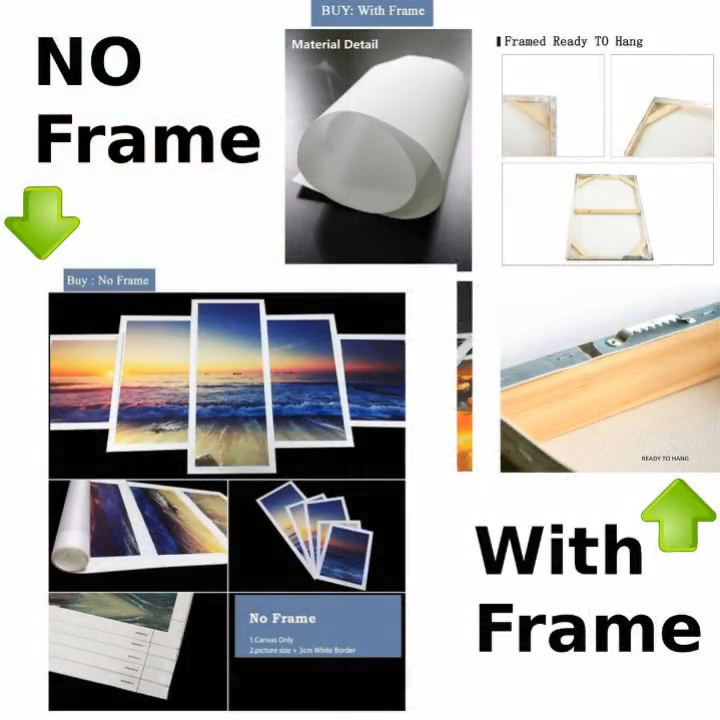 BUY: With Frame
NO
Frame
Material Detail
Framed Ready TO Hang
Buy : No Frame
READY TO HANG
With
Frame
No Frame
1.Canvas Only
2.picture size + 3cm White Border